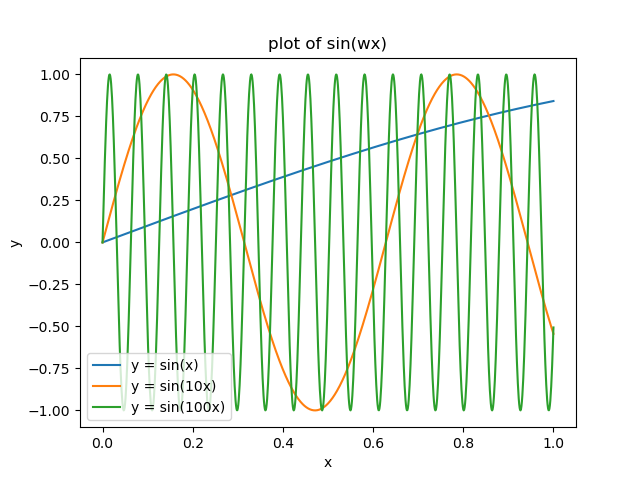 plot of sin(wx)
1.00
0.75
0.50
0.25
0.00
−0.25
−0.50
−0.75
−1.00
y
y = sin(x)
y = sin(10x)
y = sin(100x)
0.0 0.2 0.4 0.6 0.8 1.0
x